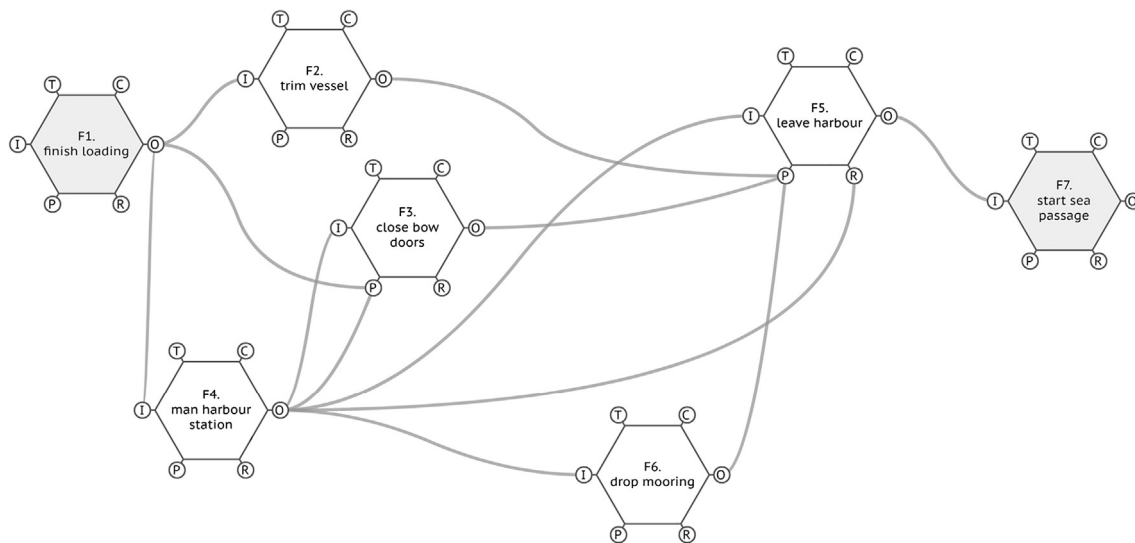 T
C
F1.
finish loading
I
O
P
R
T
C
F2.
trim vessel
I
O
P
R
T
C
F3.
close bow
doors
I
O
P
R
T
C
F4.
man harbour
station
I
O
P
R
T
C
F5.
leave harbour
I
O
P
R
T
C
F6.
drop mooring
I
O
P
R
T
C
F7.
start sea
passage
I
O
P
R